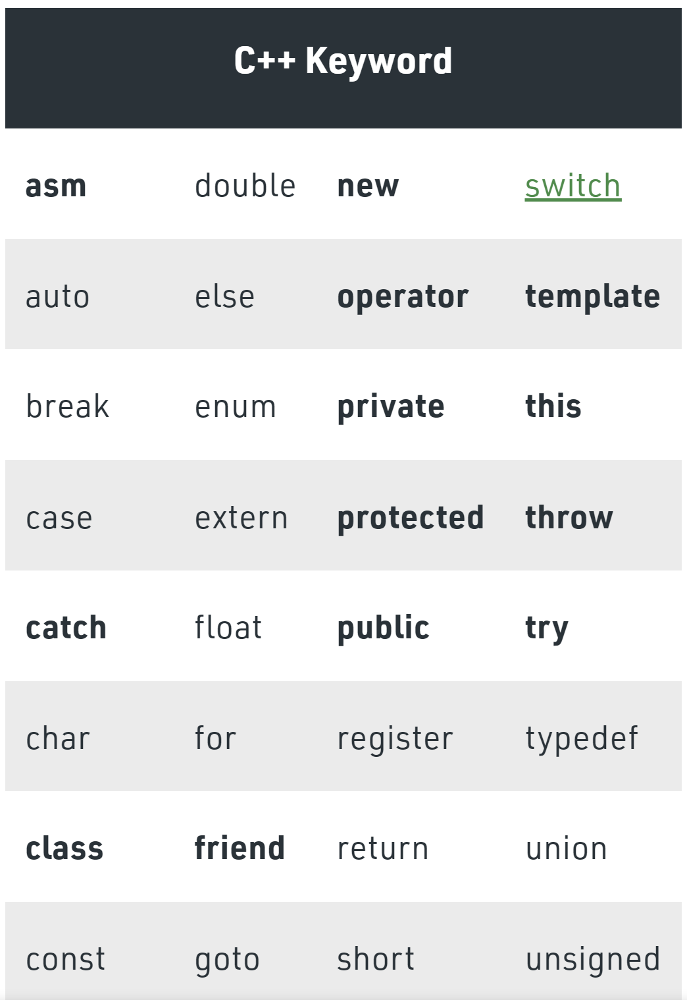 C++ Keyword
asm double new switch
auto else operator template
break enum private this
case extern protected throw
catch float public try
char for register typedef
class friend return union
const goto short unsigned